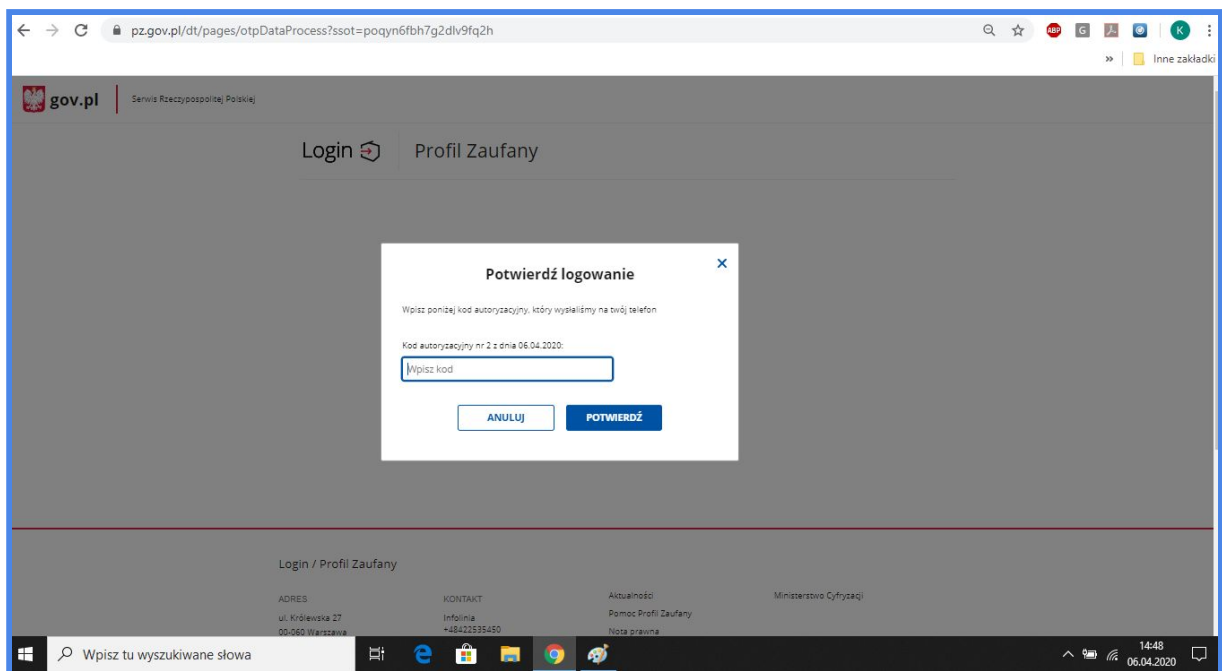 pz.gov.pl/dt/pages/otpDataProcess?ssot=poqyn6fbh7g2dlv9fq2h
ABP G K
» Inne zakładki
gov.pl Serwis Rzeczypospolitej Polskiej
Login Profil Zaufany
Potwierdź logowanie
Wpisz poniżej kod autoryzacyjny, który wysłaliśmy na twój telefon
Kod autoryzacyjny nr 2 z dnia 06.04.2020:
Wpisz kod
ANULUJ POTWIERDŹ
Login / Profil Zaufany
ADRES
ul. Królewska 27
00-060 Warszawa
KONTAKT
Infolinia
+48422535450
Aktualności
Pomoc Profil Zaufany
Nota prawna
Ministerstwo Cyfryzacji
Wpisz tu wyszukiwane słowa
14:48
06.04.2020